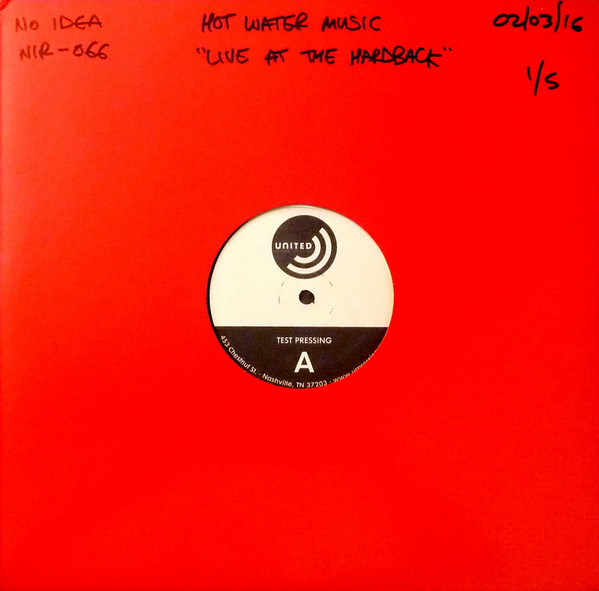 NO IDEA
NIR-066
HOT WATER MUSIC
"LIVE AT THE HARDBACK"
02/03/16
1/5
UNITED
TEST PRESSING
A
453 Chestnut St. - Nashville, TN 37203 -